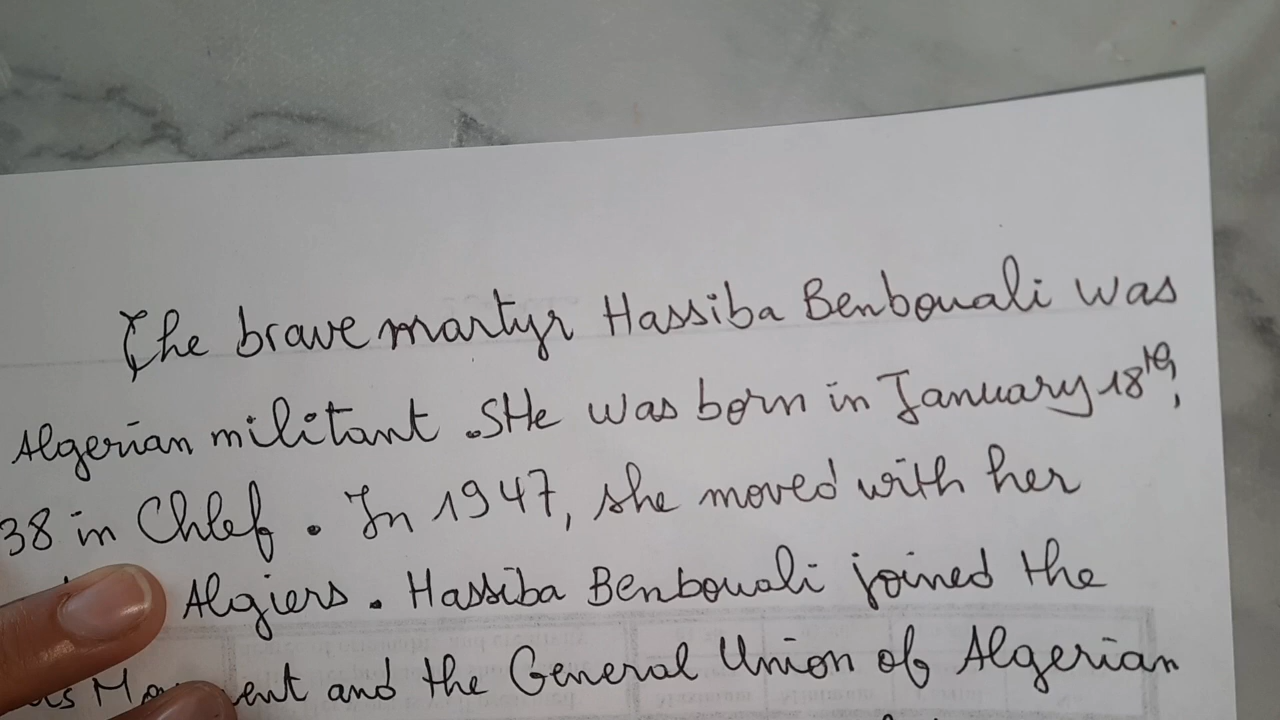 The brave martyr Hassiba Benbouali was
Algerian militant . SHe was born in January 18th,
38 in Chlef . In 1947, she moved with her
Algiers . Hassiba Benbouali joined the
and the General Union of Algerian